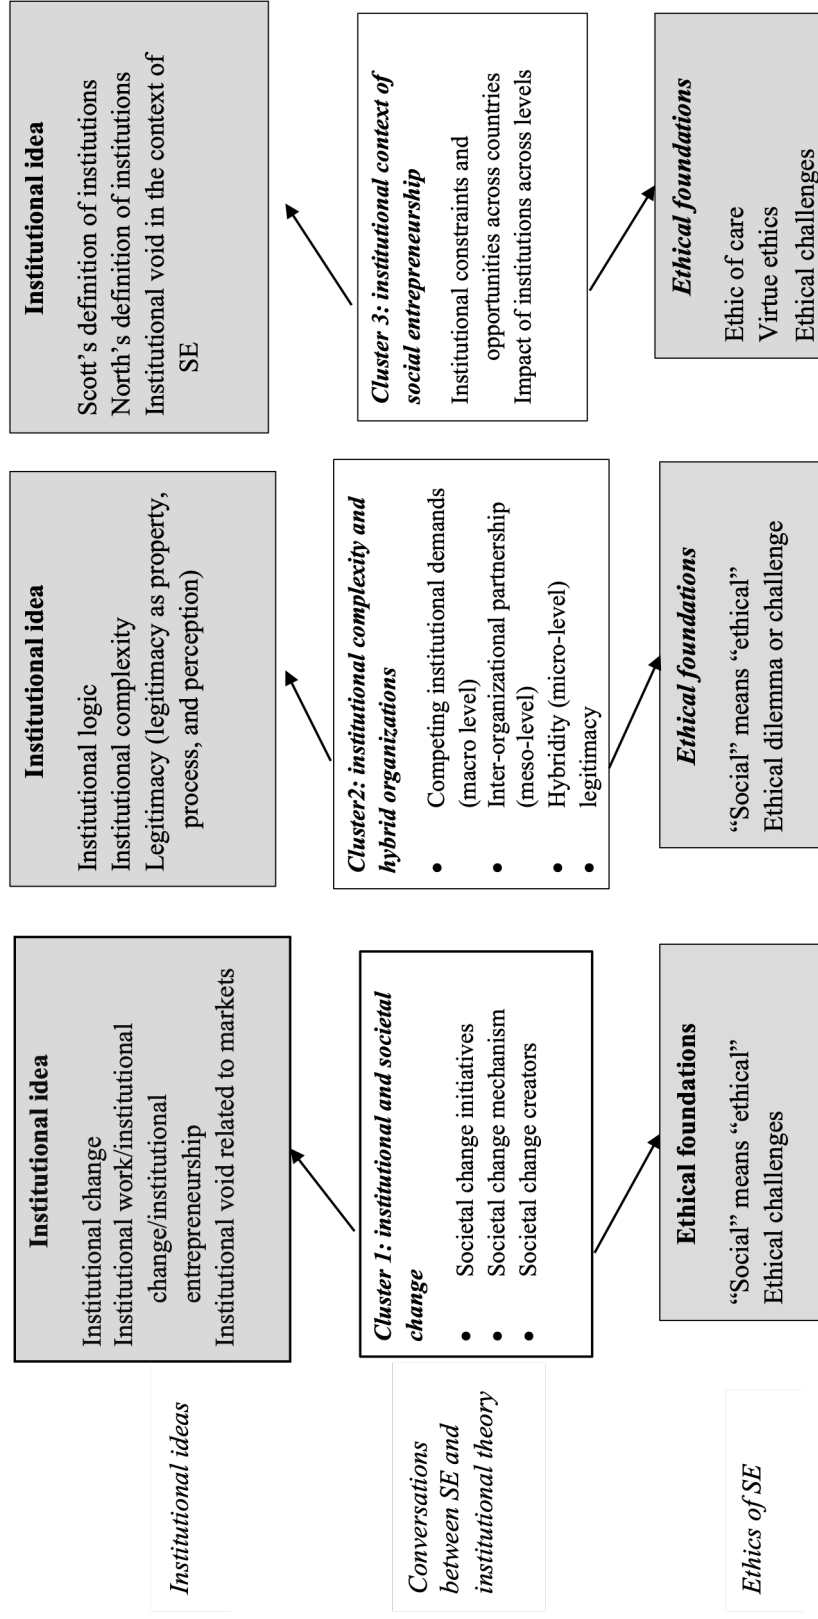 Institutional ideas
Institutional idea
Institutional change
Institutional work/institutional
change/institutional
entrepreneurship
Institutional void related to markets
Institutional idea
Institutional logic
Institutional complexity
Legitimacy (legitimacy as property,
process, and perception)
Institutional idea
Scott’s definition of institutions
North’s definition of institutions
Institutional void in the context of
SE
Conversations
between SE and
institutional theory
Cluster 1: institutional and societal
change
• Societal change initiatives
• Societal change mechanism
• Societal change creators
Cluster2: institutional complexity and
hybrid organizations
• Competing institutional demands
(macro level)
• Inter-organizational partnership
(meso-level)
• Hybridity (micro-level)
• legitimacy
Cluster 3: institutional context of
social entrepreneurship
Institutional constraints and
opportunities across countries
Impact of institutions across levels
Ethics of SE
Ethical foundations
“Social” means “ethical”
Ethical challenges
Ethical foundations
“Social” means “ethical”
Ethical dilemma or challenge
Ethical foundations
Ethic of care
Virtue ethics
Ethical challenges